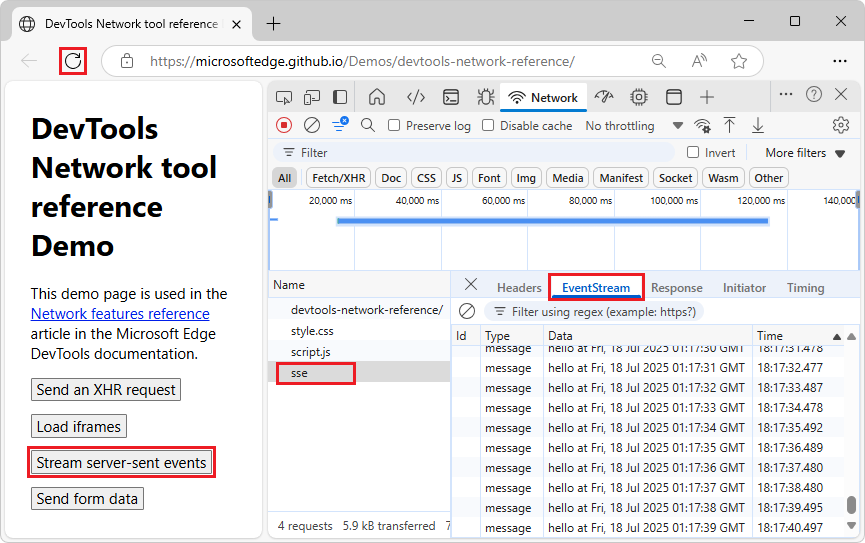 DevTools Network tool reference
https://microsoftedge.github.io/Demos/devtools-network-reference/
DevTools
Network tool
reference
Demo
This demo page is used in the
Network features reference
article in the Microsoft Edge
DevTools documentation.
Send an XHR request
Load iframes
Stream server-sent events
Send form data
Network
Preserve log Disable cache No throttling
Filter Invert More filters
All Fetch/XHR Doc CSS JS Font Img Media Manifest Socket Wasm Other
20,000 ms 40,000 ms 60,000 ms 80,000 ms 100,000 ms 120,000 ms 140,000
Name
devtools-network-reference/
style.css
script.js
sse
4 requests 5.9 kB transferred 7
Headers EventStream Response Initiator Timing
Filter using regex (example: https?)
Id Type Data Time
message hello at Fri, 18 Jul 2025 01:17:30 GMT 18:17:31.478
message hello at Fri, 18 Jul 2025 01:17:31 GMT 18:17:32.477
message hello at Fri, 18 Jul 2025 01:17:32 GMT 18:17:33.487
message hello at Fri, 18 Jul 2025 01:17:33 GMT 18:17:34.478
message hello at Fri, 18 Jul 2025 01:17:34 GMT 18:17:35.492
message hello at Fri, 18 Jul 2025 01:17:35 GMT 18:17:36.489
message hello at Fri, 18 Jul 2025 01:17:36 GMT 18:17:37.480
message hello at Fri, 18 Jul 2025 01:17:37 GMT 18:17:38.480
message hello at Fri, 18 Jul 2025 01:17:38 GMT 18:17:39.495
message hello at Fri, 18 Jul 2025 01:17:39 GMT 18:17:40.497